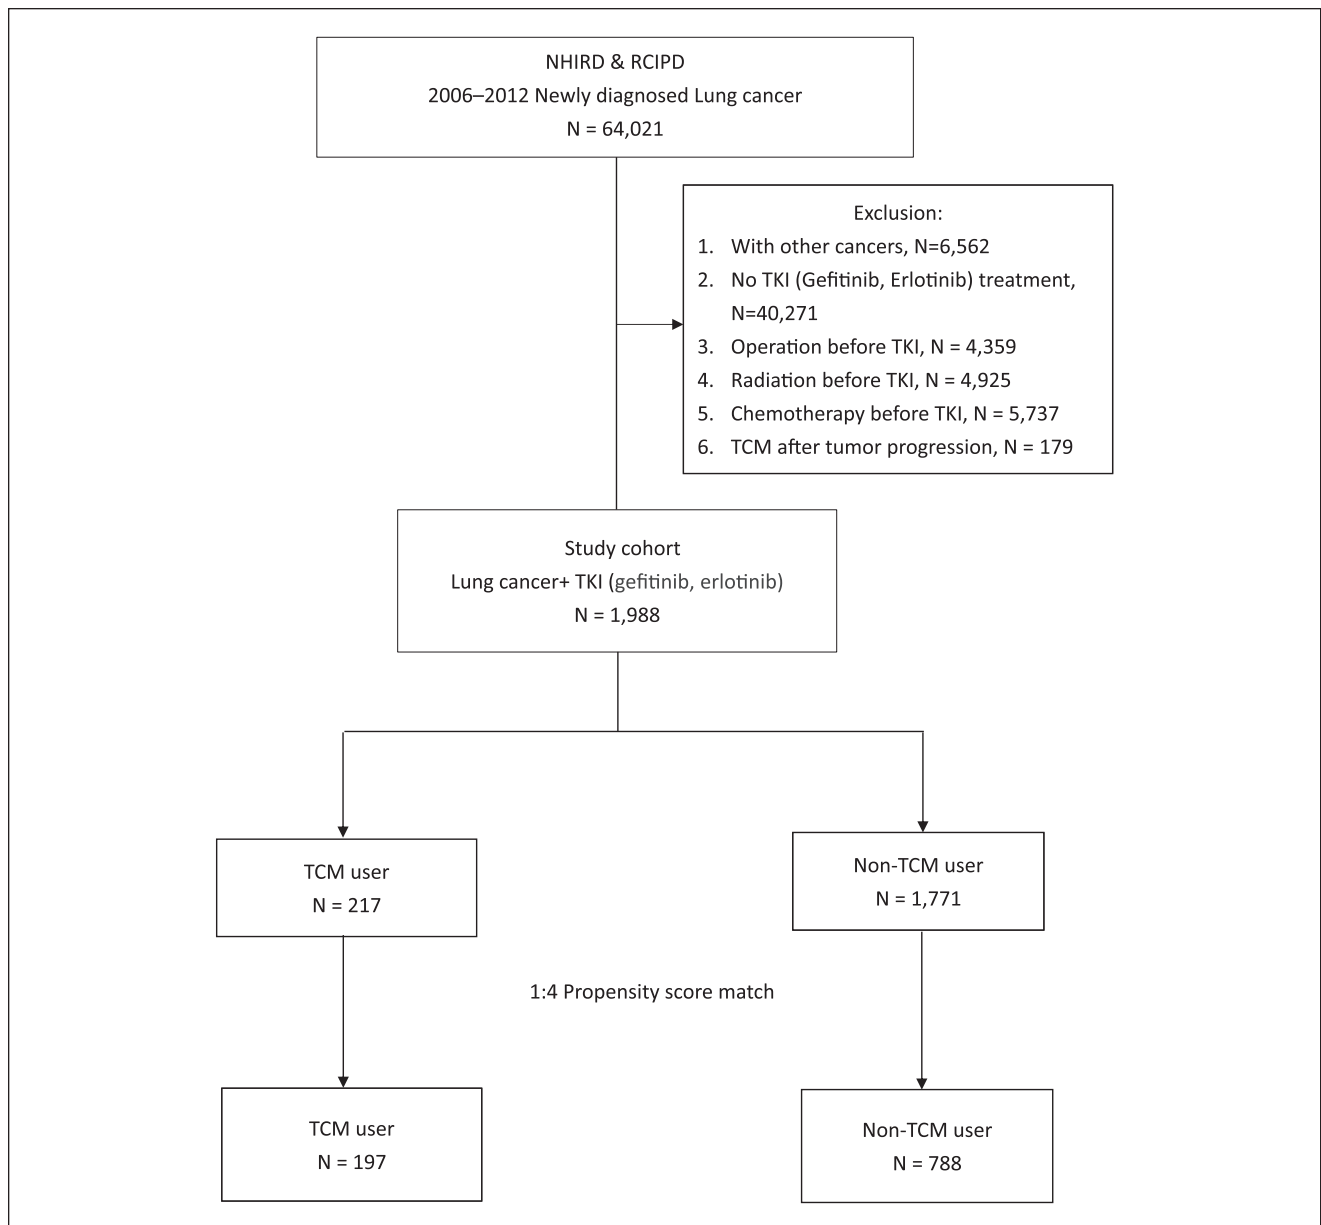 NHIRD & RCIPD
2006–2012 Newly diagnosed Lung cancer
N = 64,021
Exclusion:
1. With other cancers, N=6,562
2. No TKI (Gefitinib, Erlotinib) treatment,
N=40,271
3. Operation before TKI, N = 4,359
4. Radiation before TKI, N = 4,925
5. Chemotherapy before TKI, N = 5,737
6. TCM after tumor progression, N = 179
Study cohort
Lung cancer+ TKI (gefitinib, erlotinib)
N = 1,988
TCM user
N = 217
Non-TCM user
N = 1,771
1:4 Propensity score match
TCM user
N = 197
Non-TCM user
N = 788